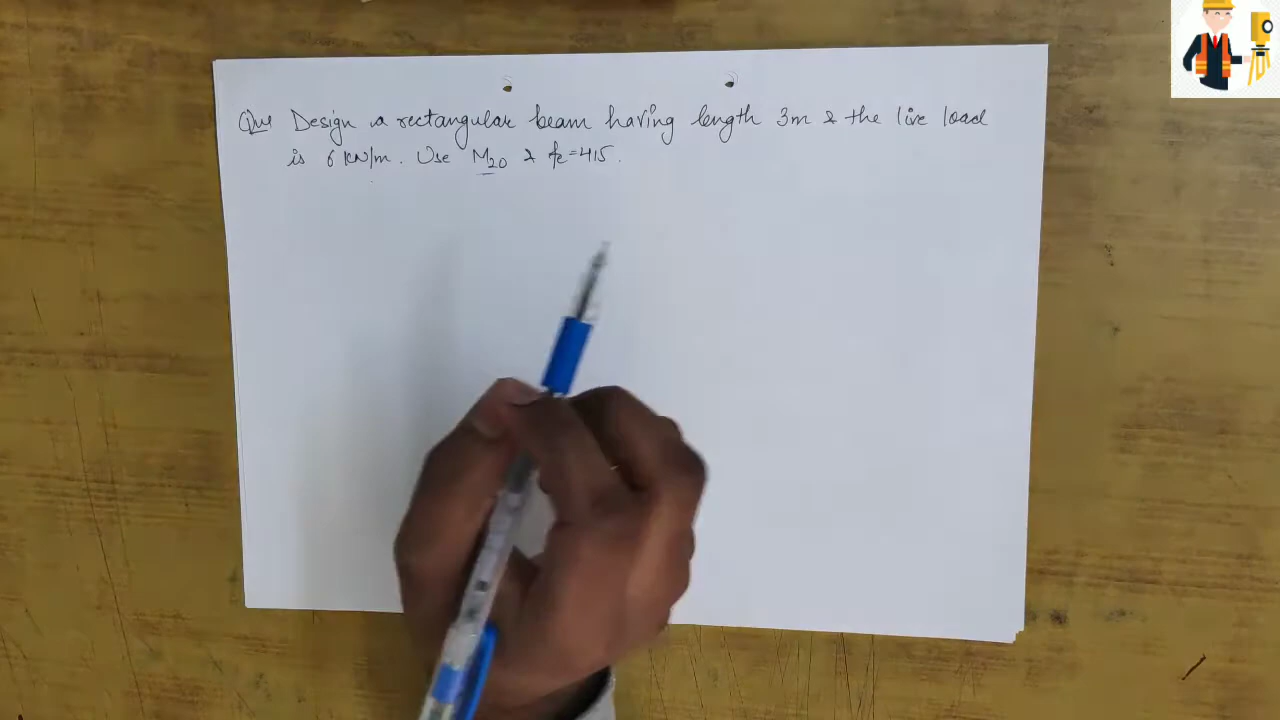 Que Design a rectangular beam having length 3m & the live load
is 6 kN/m. Use M20 & fe=415.